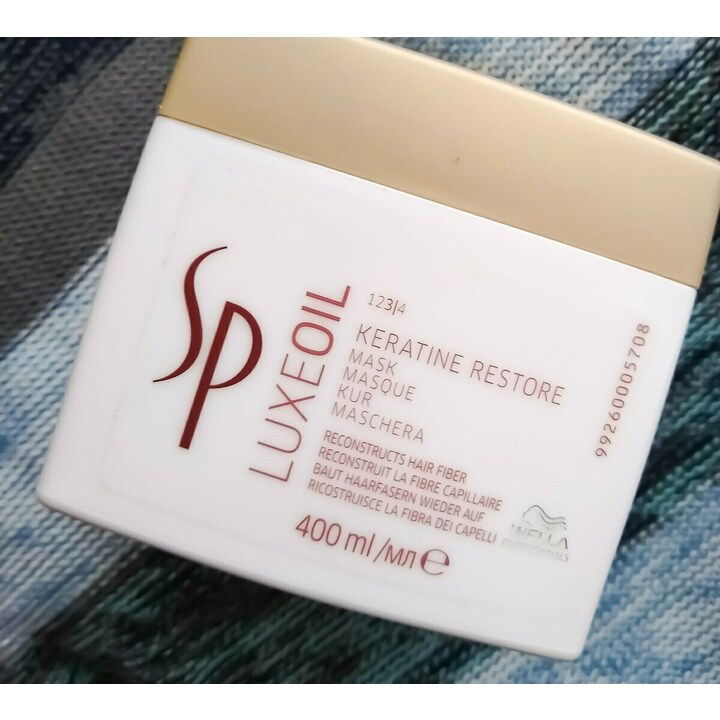 SP
LUXEOIL
123|4
KERATINE RESTORE
MASK
MASQUE
KUR
MASCHERA
RECONSTRUCTS HAIR FIBER
RECONSTRUIT LA FIBRE CAPILLAIRE
BAUT HAARFASERN WIEDER AUF
RICOSTRUISCE LA FIBRA DEI CAPELLI
400 ml/мл e
WELLA
PROFESSIONALS
99260005708